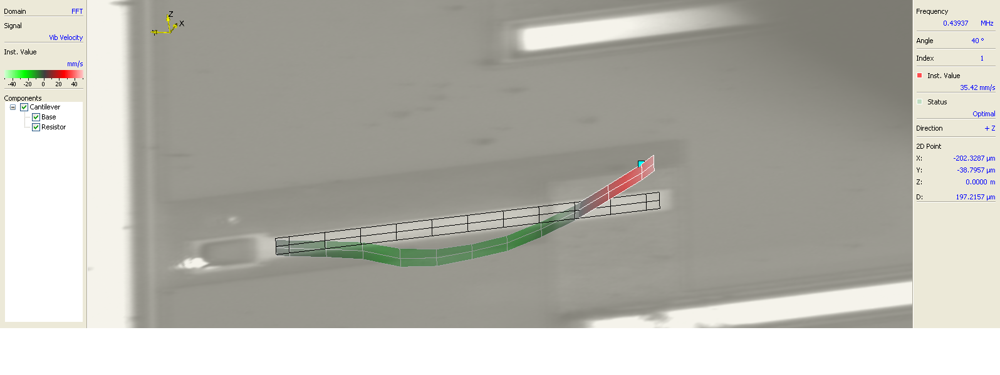 Domain FFT
Signal
Vib Velocity
Inst. Value
mm/s
-40 -20 0 20 40
Components
Cantilever
Base
Resistor
Z
X
Frequency
0.43937 MHz
Angle 40 °
Index 1
Inst. Value
35.42 mm/s
Status
Optimal
Direction + Z
2D Point
X: -202.3287 µm
Y: -38.7957 µm
Z: 0.0000 m
D: 197.2157 µm